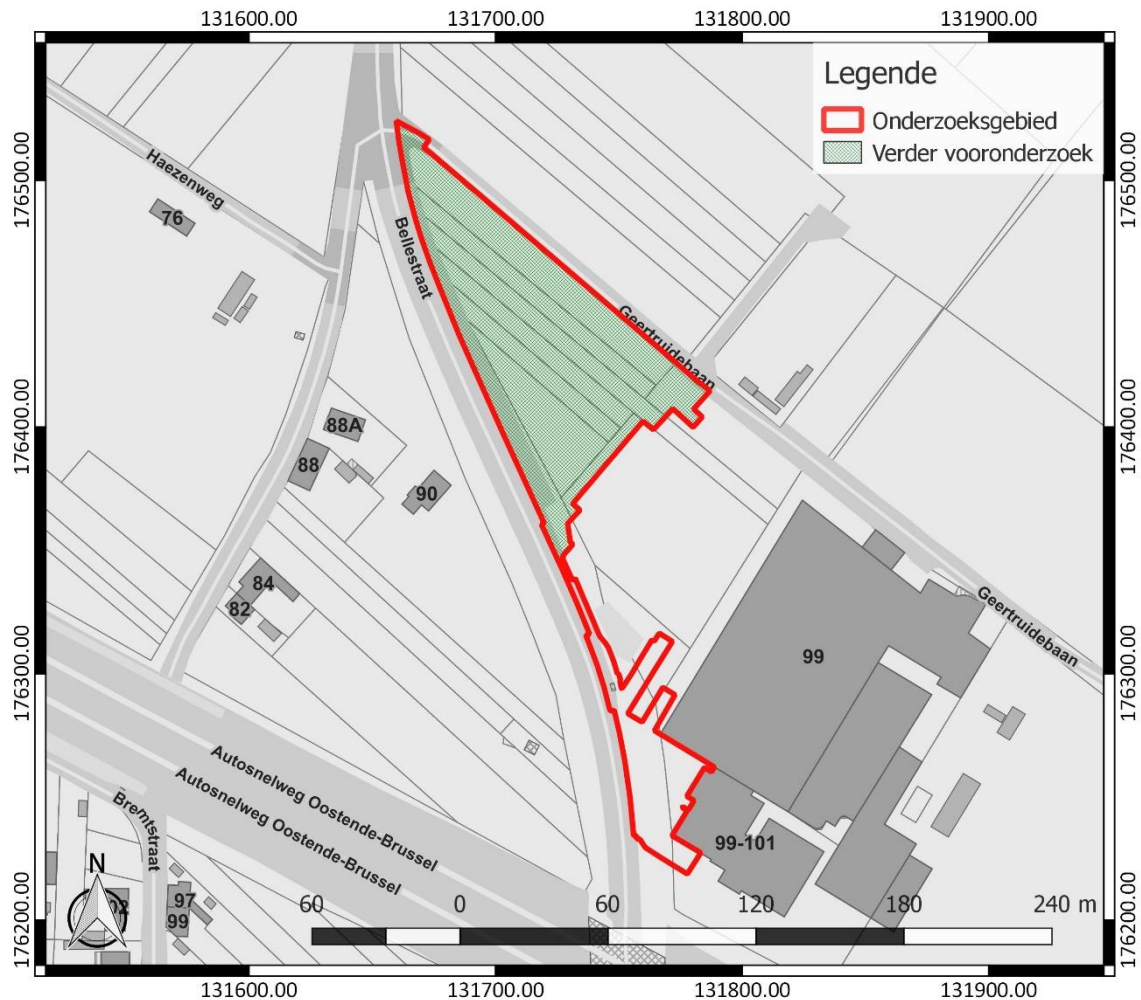 131600.00 131700.00 131800.00 131900.00
Legende
Onderzoeksgebied
Verder vooronderzoek
176500.00
176500.00
Haezenweg
76
Bellestraat
Geertruidebaan
176400.00
176400.00
88A
88
90
84
82
Geertruidebaan
176300.00
99
176300.00
Autosnelweg Oostende-Brussel
Autosnelweg Oostende-Brussel
Bremtstraat
99-101
N
97
99
60 0 60 120 180 240 m
176200.00
176200.00
131600.00 131700.00 131800.00 131900.00